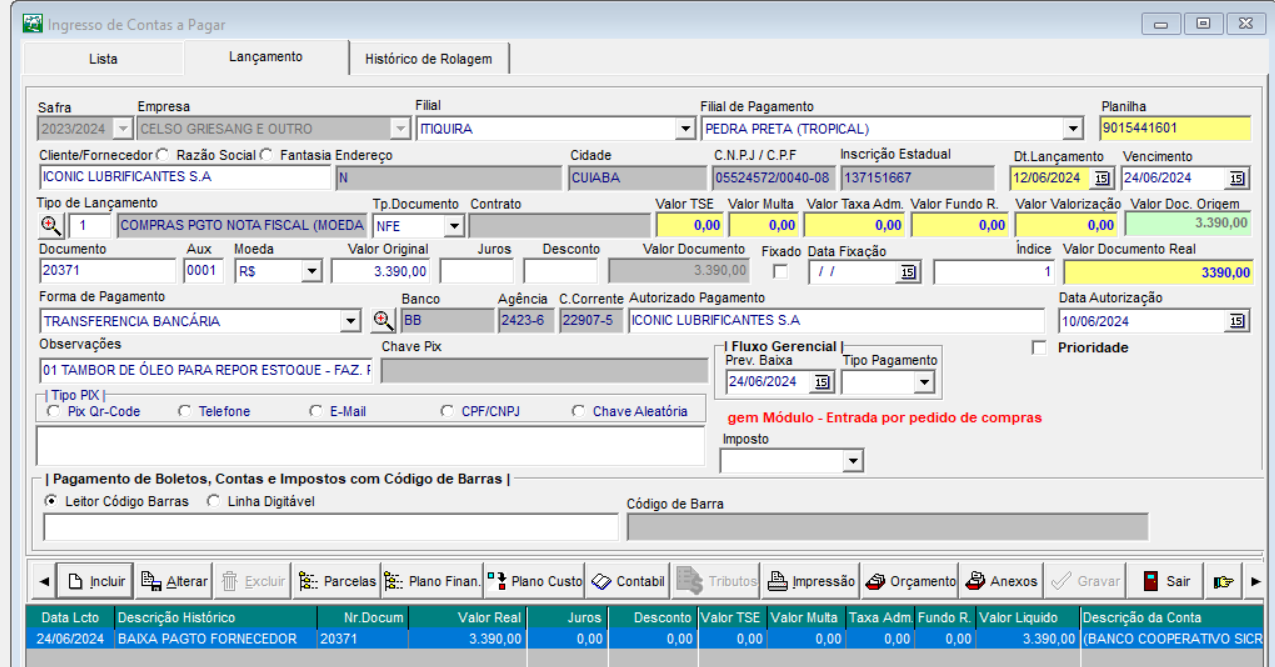 Ingresso de Contas a Pagar
Lista Lançamento Histórico de Rolagem
Safra Empresa Filial Filial de Pagamento Planilha
2023/2024 CELSO GRIESANG E OUTRO ITIQUIRA PEDRA PRETA (TROPICAL) 9015441601
Cliente/Fornecedor Razão Social Fantasia Endereço Cidade C.N.P.J / C.P.F Inscrição Estadual Dt.Lançamento Vencimento
ICONIC LUBRIFICANTES S.A N CUIABA 05524572/0040-08 137151667 12/06/2024 15 24/06/2024 15
Tipo de Lançamento Tp.Documento Contrato Valor TSE Valor Multa Valor Taxa Adm. Valor Fundo R. Valor Valorização Valor Doc. Origem
1 COMPRAS PGTO NOTA FISCAL (MOEDA NFE 0,00 0,00 0,00 0,00 0,00 3.390,00
Documento Aux Moeda Valor Original Juros Desconto Valor Documento Fixado Data Fixação Índice Valor Documento Real
20371 0001 R$ 3.390,00 3.390,00 / / 15 1 3390,00
Forma de Pagamento Banco Agência C.Corrente Autorizado Pagamento Data Autorização
TRANSFERENCIA BANCÁRIA BB 2423-6 22907-5 ICONIC LUBRIFICANTES S.A 10/06/2024 15
Observações Chave Pix | Fluxo Gerencial | Prioridade
Prev. Baixa Tipo Pagamento
01 TAMBOR DE ÓLEO PARA REPOR ESTOQUE - FAZ. 24/06/2024 15
| Tipo PIX |
Pix Qr-Code Telefone E-Mail CPF/CNPJ Chave Aleatória
gem Módulo - Entrada por pedido de compras
Imposto
| Pagamento de Boletos, Contas e Impostos com Código de Barras |
Leitor Código Barras Linha Digitável Código de Barra
Incluir Alterar Excluir Parcelas Plano Finan. Plano Custo Contabil Tributos Impressão Orçamento Anexos Gravar Sair
Data Lcto Descrição Histórico Nr.Docum Valor Real Juros Desconto Valor TSE Valor Multa Taxa Adm Fundo R. Valor Liquido Descrição da Conta
24/06/2024 BAIXA PAGTO FORNECEDOR 20371 3.390,00 0,00 0,00 0,00 0,00 0,00 0,00 3.390,00 (BANCO COOPERATIVO SICR